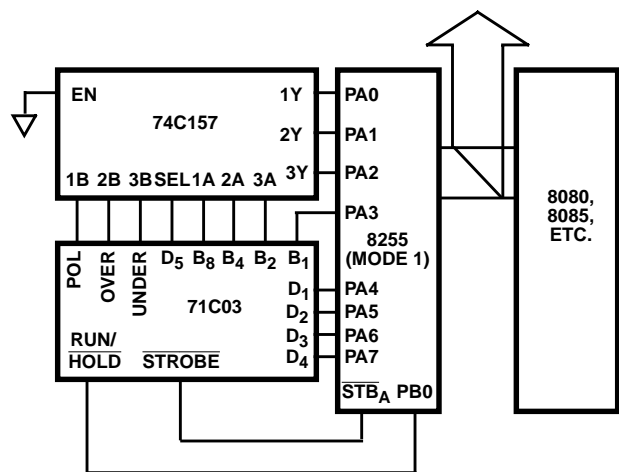 EN
1Y
74C157
2Y
3Y
1B 2B 3B SEL 1A 2A 3A
POL
OVER
UNDER
D5 B8 B4 B2 B1
71C03
D1
D2
D3
D4
RUN/
HOLD
STROBE
PA0
PA1
PA2
PA3
8255
(MODE 1)
PA4
PA5
PA6
PA7
STBA PB0
8080,
8085,
ETC.